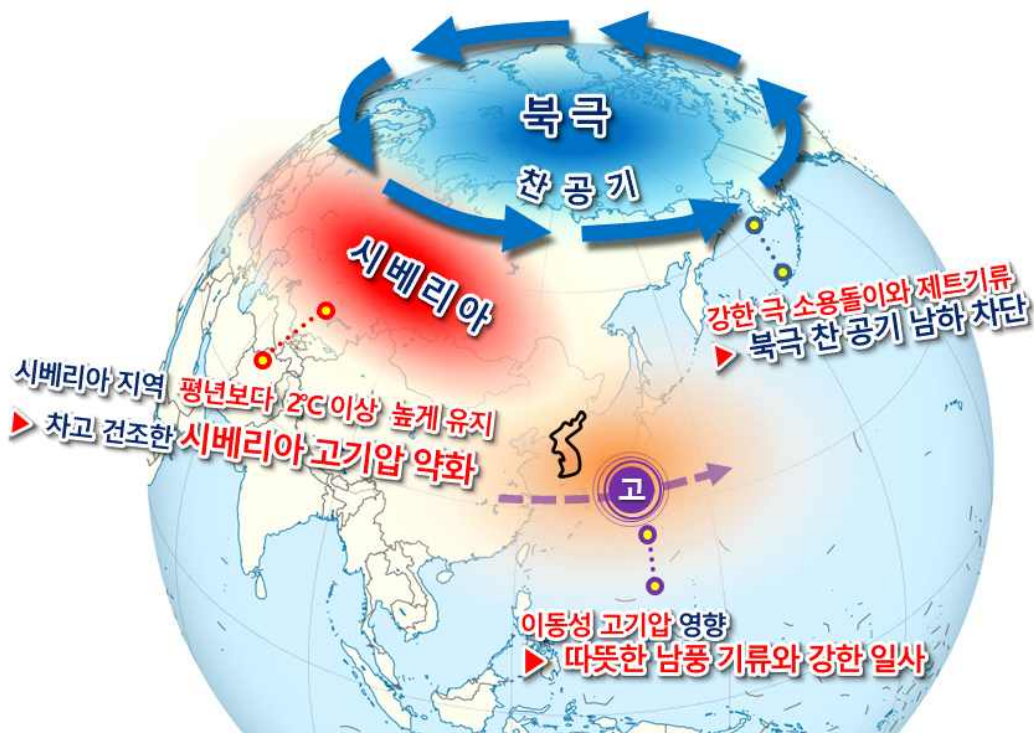 북극
찬 공기
시베리아
강한 극 소용돌이와 제트기류
▶ 북극 찬 공기 남하 차단
시베리아 지역 평년보다 2℃ 이상 높게 유지
▶ 차고 건조한 시베리아 고기압 약화
고
이동성 고기압 영향
▶ 따뜻한 남풍 기류와 강한 일사